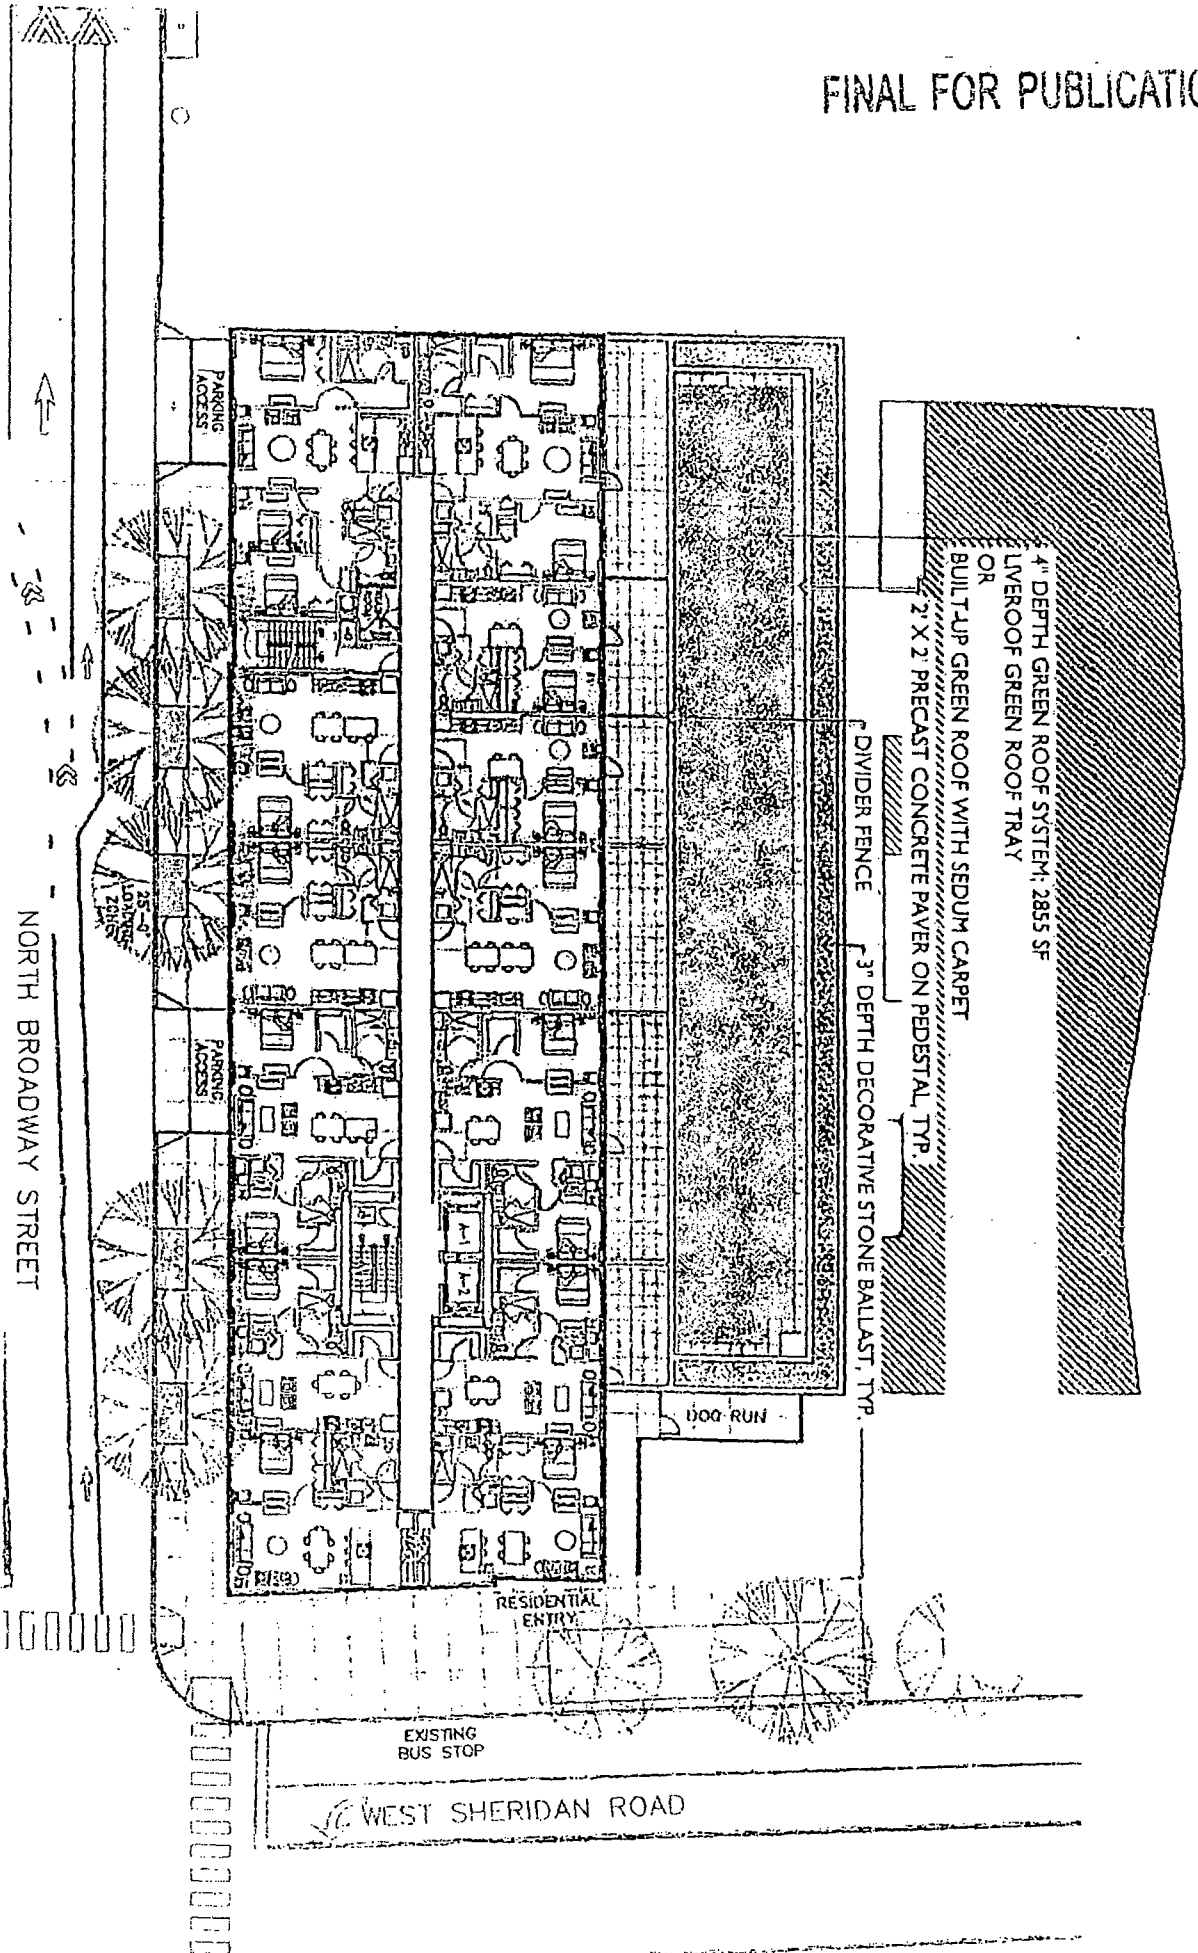 FINAL FOR PUBLICATIO
4" DEPTH GREEN ROOF SYSTEM; 2855 SF
LIVEROOF GREEN ROOF TRAY
OR
BUILT-UP GREEN ROOF WITH SEDUM CARPET
2' X 2' PRECAST CONCRETE PAVER ON PEDESTAL, TYP.
DIVIDER FENCE
3" DEPTH DECORATIVE STONE BALLAST, TYP.
PARKING
ACCESS
25'-0"
LOADING
ZONE
PARKING
ACCESS
NORTH BROADWAY STREET
A-1
A-2
DOG RUN
RESIDENTIAL
ENTRY
EXISTING
BUS STOP
WEST SHERIDAN ROAD